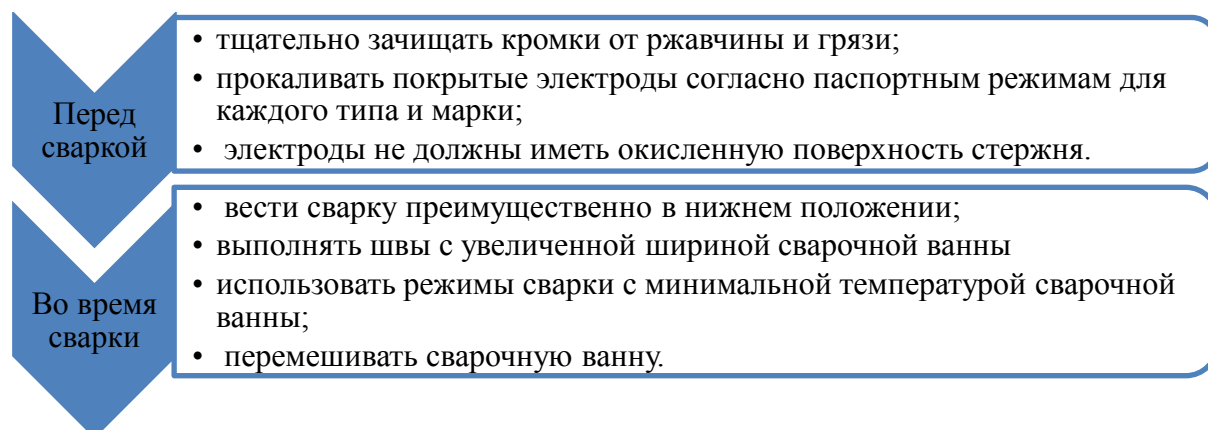 Перед
сваркой
• тщательно зачищать кромки от ржавчины и грязи;
• прокаливать покрытые электроды согласно паспортным режимам для
каждого типа и марки;
• электроды не должны иметь окисленную поверхность стержня.
Во время
сварки
• вести сварку преимущественно в нижнем положении;
• выполнять швы с увеличенной шириной сварочной ванны
• использовать режимы сварки с минимальной температурой сварочной
ванны;
• перемешивать сварочную ванну.